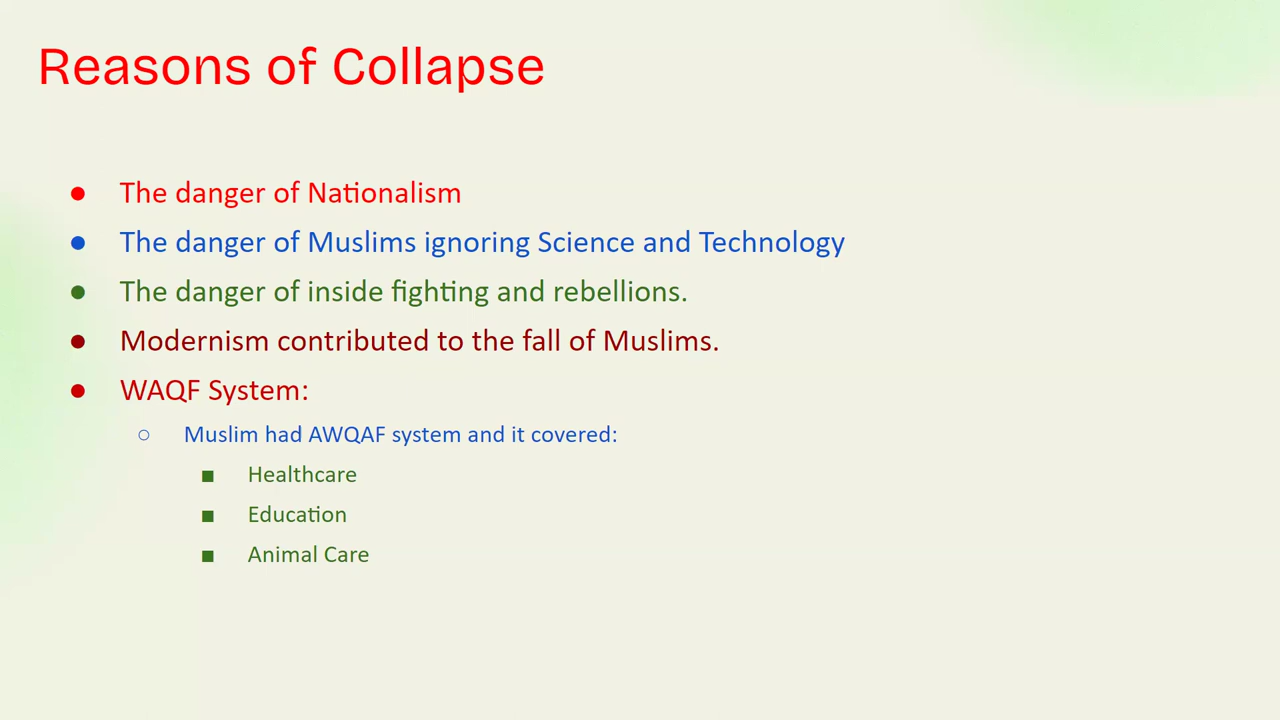 Reasons of Collapse
● The danger of Nationalism
● The danger of Muslims ignoring Science and Technology
● The danger of inside fighting and rebellions.
● Modernism contributed to the fall of Muslims.
● WAQF System:
○ Muslim had AWQAF system and it covered:
■ Healthcare
■ Education
■ Animal Care